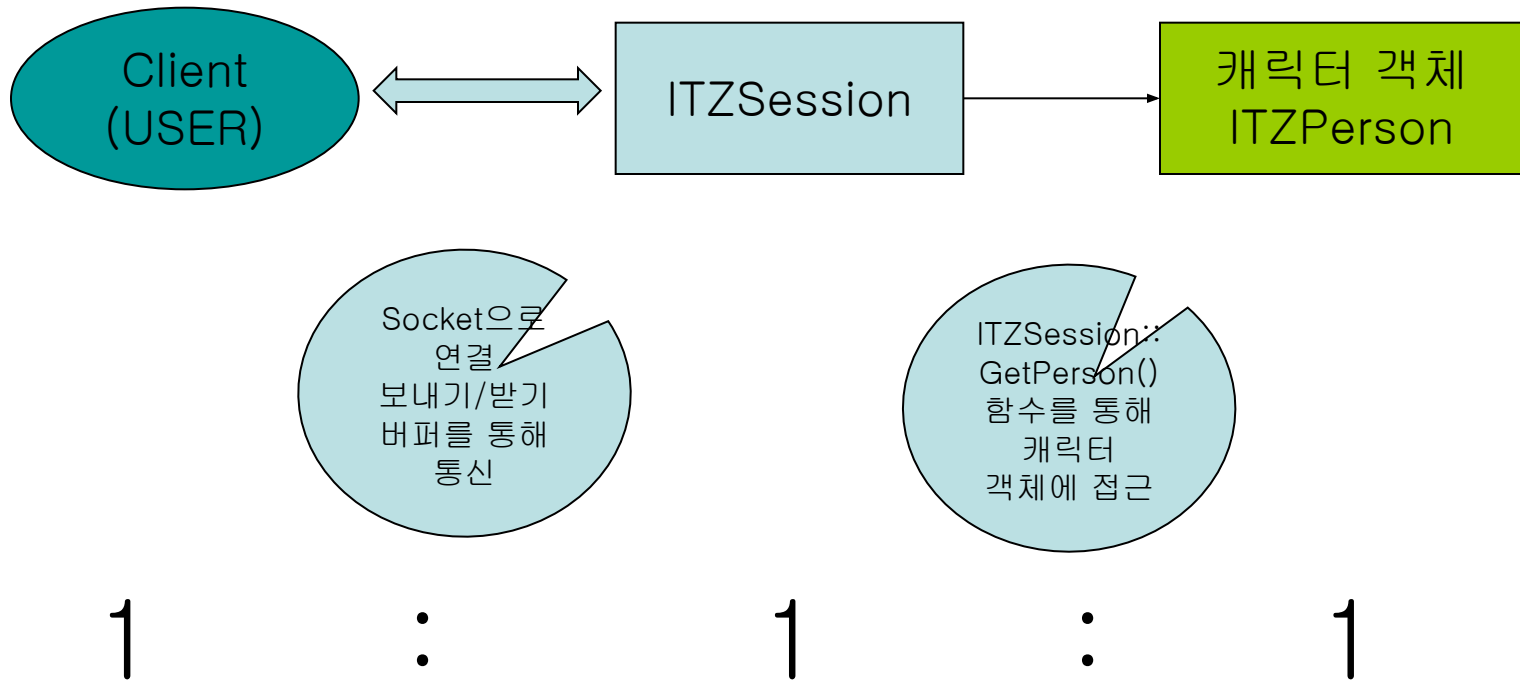 Client
(USER)
ITZSession
캐릭터 객체
ITZPerson
Socket으로
연결
보내기/받기
버퍼를 통해
통신
ITZSession::
GetPerson()
함수를 통해
캐릭터
객체에 접근
1 : 1 : 1